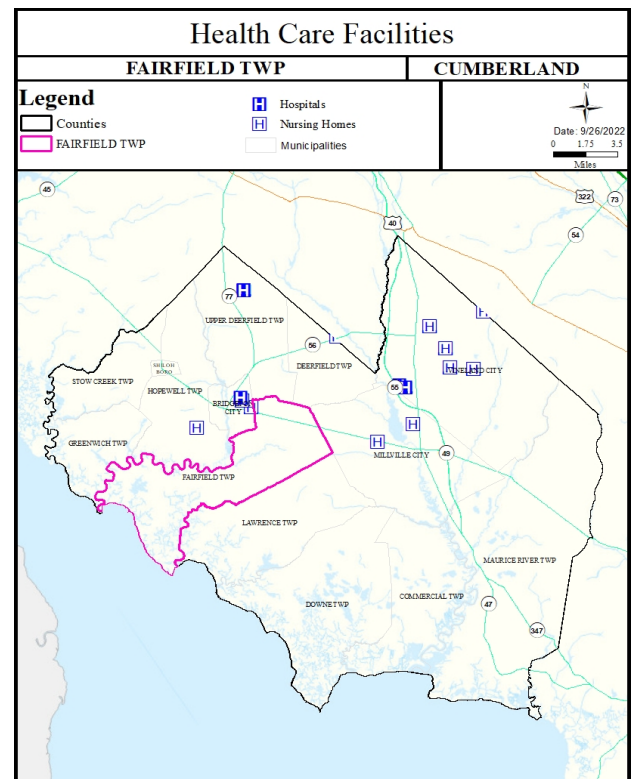 Health Care Facilities
FAIRFIELD TWP
CUMBERLAND
Legend
Counties
FAIRFIELD TWP
H Hospitals
H Nursing Homes
Municipalities
N
Date: 9/26/2022
0 1.75 3.5
Miles
45
322
73
40
54
77
H
UPPER DEERFIELD TWP
H
H
56
DEERFIELD TWP
H
SHILOH
BORO
STOW CREEK TWP
HOPEWELL TWP
H
H
VINELAND CITY
55
H
H
CITY
H
H
H
GREENWICH TWP
MILLVILLE CITY
49
FAIRFIELD TWP
LAWRENCE TWP
MAURICE RIVER TWP
COMMERCIAL TWP
DOWNE TWP
47
347